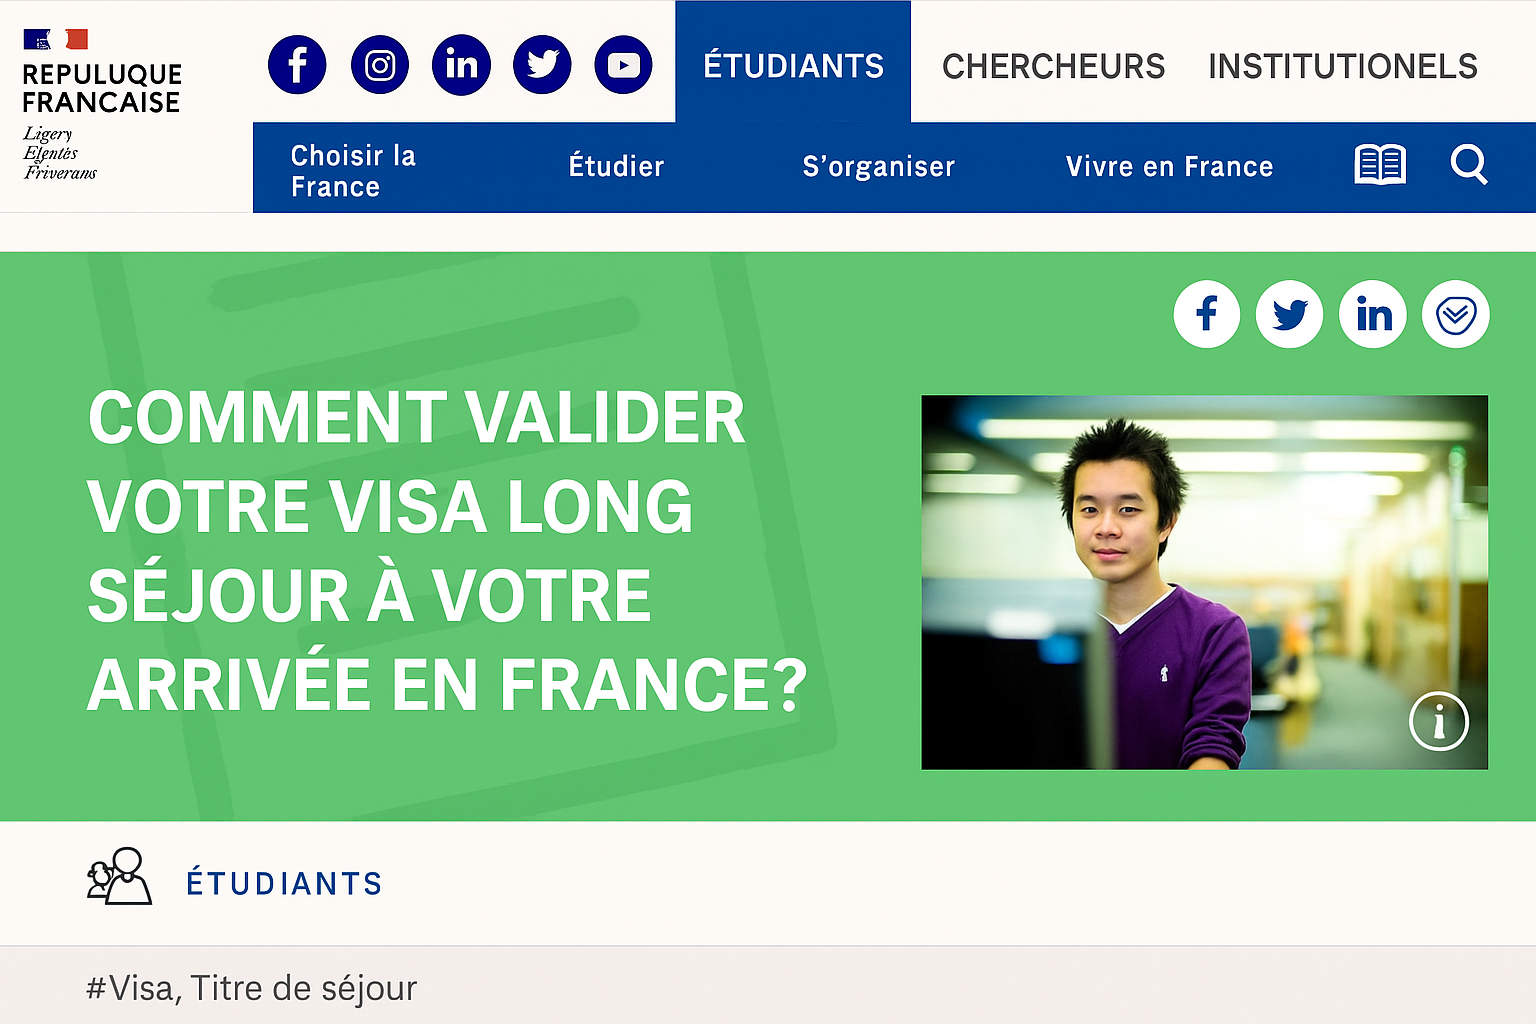 REPULUQUE
FRANCAISE
Ligery
Elentès
Friverans
ÉTUDIANTS
CHERCHEURS
INSTITUTIONELS
Choisir la
France
Étudier
S'organiser
Vivre en France
COMMENT VALIDER
VOTRE VISA LONG
SÉJOUR À VOTRE
ARRIVÉE EN FRANCE?
ÉTUDIANTS
#Visa, Titre de séjour